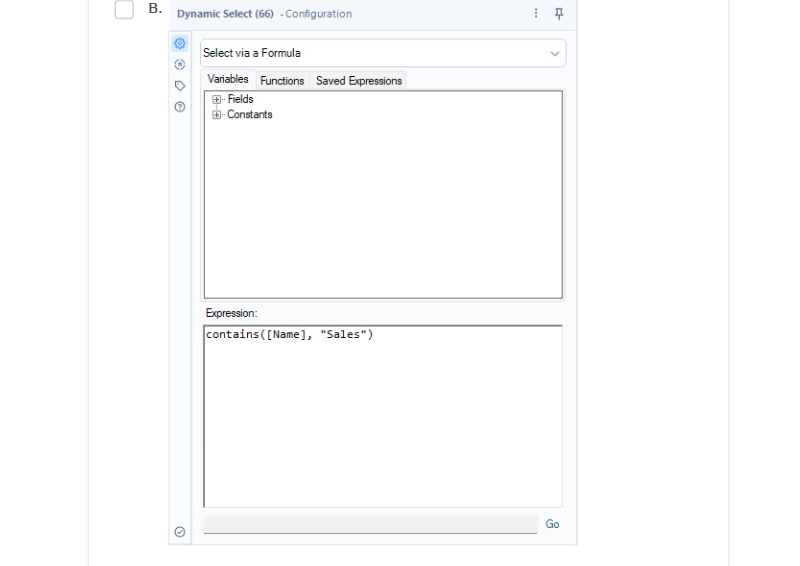 B.
Dynamic Select (66) - Configuration
Select via a Formula
Variables Functions Saved Expressions
Fields
Constants
Expression:
contains([Name], "Sales")
Go